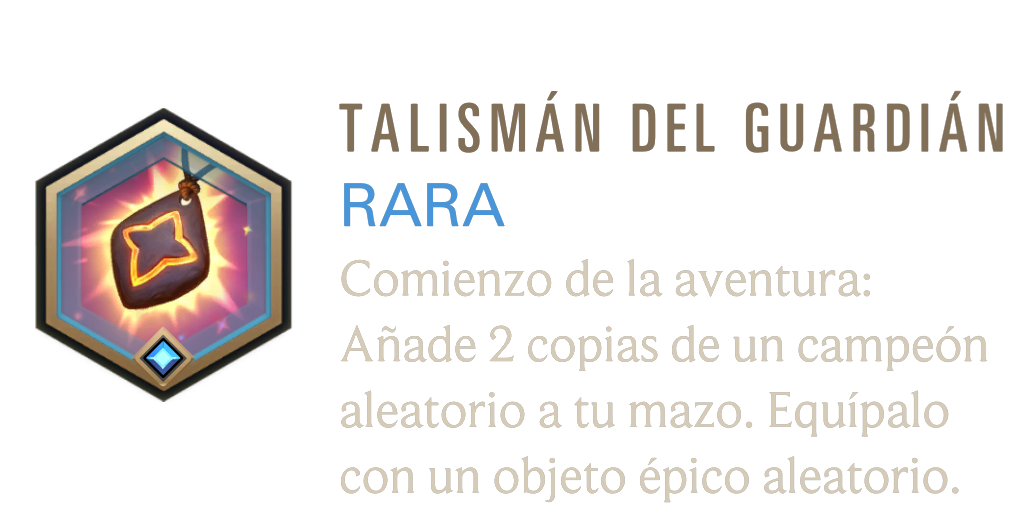 TALISMÁN DEL GUARDIÁN
RARA
Comienzo de la aventura:
Añade 2 copias de un campeón
aleatorio a tu mazo. Equípalo
con un objeto épico aleatorio.